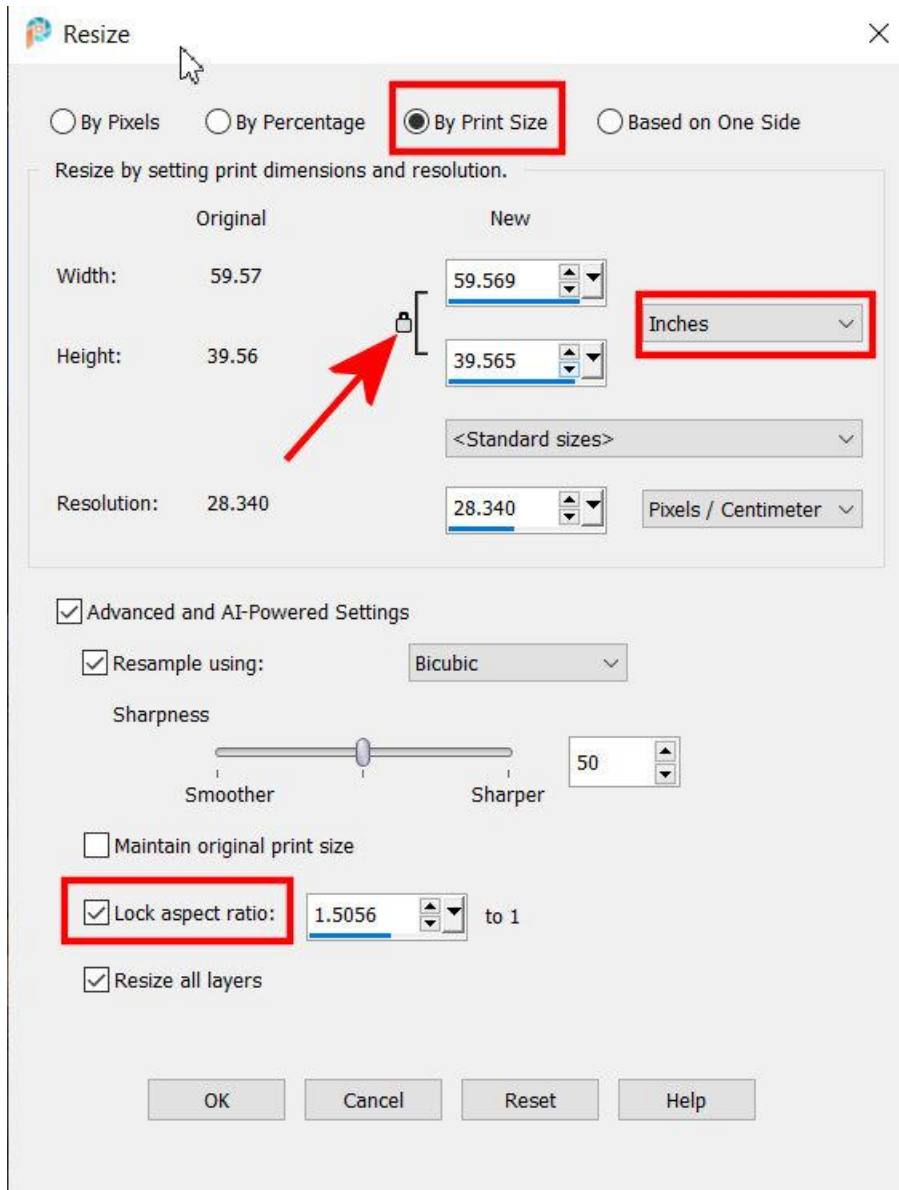 Resize
By Pixels By Percentage By Print Size Based on One Side
Resize by setting print dimensions and resolution.
Original New
Width: 59.57 59.569
Inches
Height: 39.56 39.565
<Standard sizes>
Resolution: 28.340 28.340 Pixels / Centimeter
Advanced and AI-Powered Settings
Resample using: Bicubic
Sharpness
50
Smoother Sharper
Maintain original print size
Lock aspect ratio: 1.5056 to 1
Resize all layers
OK Cancel Reset Help